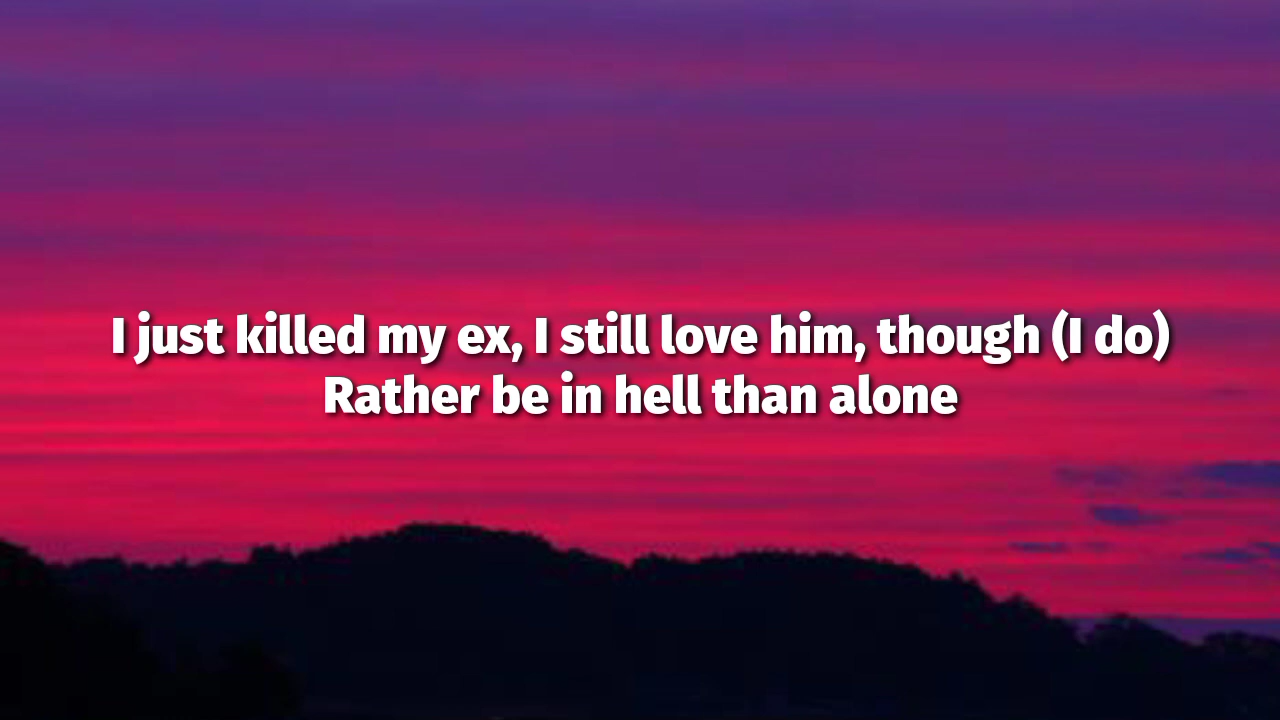 I just killed my ex, I still love him, though (I do)
Rather be in hell than alone